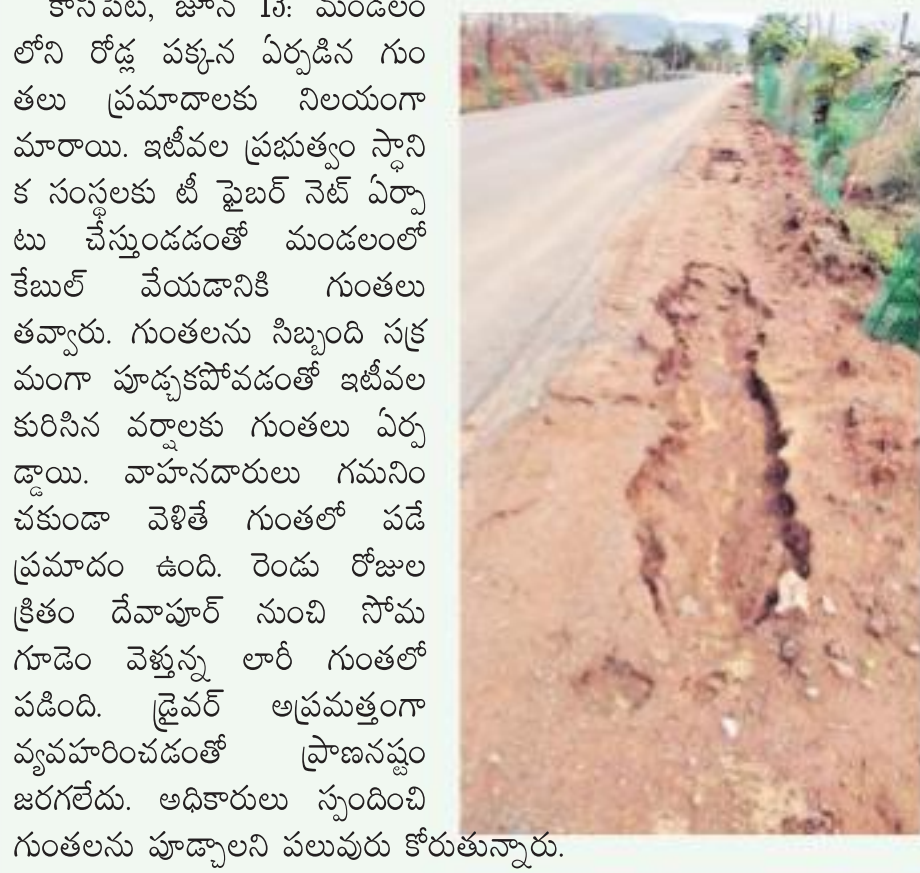 కాసిపేట, జూన్ 13: మండలం
లోని రోడ్ల పక్కన ఏర్పడిన గుం
తలు ప్రమాదాలకు నిలయంగా
మారాయి. ఇటీవల ప్రభుత్వం స్థాని
క సంస్థలకు టీ ఫైబర్ నెట్ ఏర్పా
టు చేస్తుండడంతో మండలంలో
కేబుల్ వేయడానికి గుంతలు
తవ్వారు. గుంతలను సిబ్బంది సక్ర
మంగా పూడ్చకపోవడంతో ఇటీవల
కురిసిన వర్షాలకు గుంతలు ఏర్ప
డ్డాయి. వాహనదారులు గమనిం
చకుండా వెళితే గుంతలో పడే
ప్రమాదం ఉంది. రెండు రోజుల
క్రితం దేవాపూర్ నుంచి సోమ
గూడెం వెళ్తున్న లారీ గుంతలో
పడింది. డ్రైవర్ అప్రమత్తంగా
వ్యవహరించడంతో ప్రాణనష్టం
జరగలేదు. అధికారులు స్పందించి
గుంతలను పూడ్చాలని పలువురు కోరుతున్నారు.